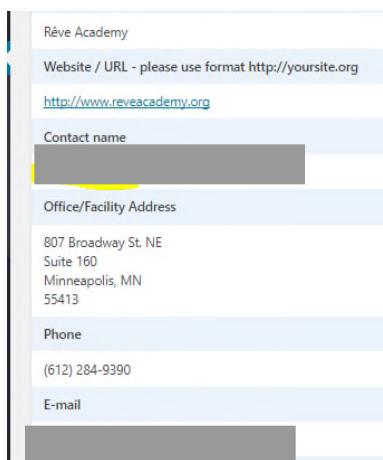 Rêve Academy
Website / URL - please use format http://yoursite.org
http://www.reveacademy.org
Contact name
Office/Facility Address
807 Broadway St. NE
Suite 160
Minneapolis, MN
55413
Phone
(612) 284-9390
E-mail